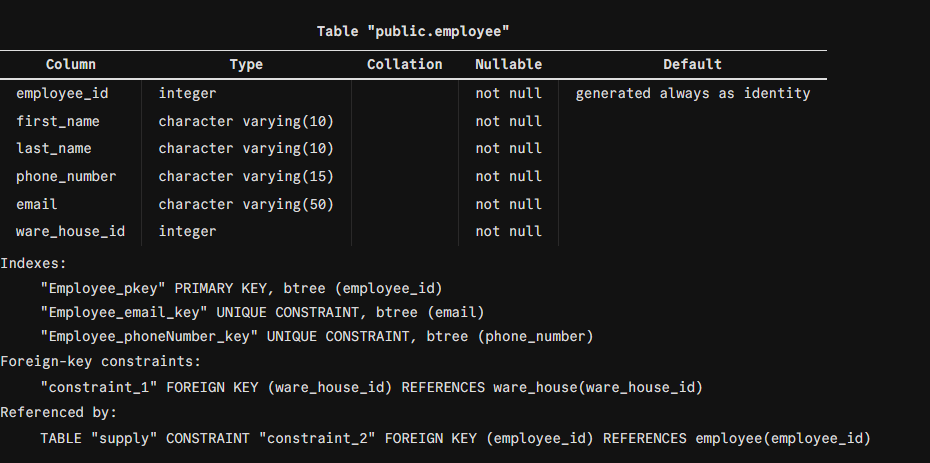 Table "public.employee"
Column Type Collation Nullable Default
employee_id integer not null generated always as identity
first_name character varying(10) not null
last_name character varying(10) not null
phone_number character varying(15) not null
email character varying(50) not null
ware_house_id integer not null
Indexes:
"Employee_pkey" PRIMARY KEY, btree (employee_id)
"Employee_email_key" UNIQUE CONSTRAINT, btree (email)
"Employee_phoneNumber_key" UNIQUE CONSTRAINT, btree (phone_number)
Foreign-key constraints:
"constraint_1" FOREIGN KEY (ware_house_id) REFERENCES ware_house(ware_house_id)
Referenced by:
TABLE "supply" CONSTRAINT "constraint_2" FOREIGN KEY (employee_id) REFERENCES employee(employee_id)